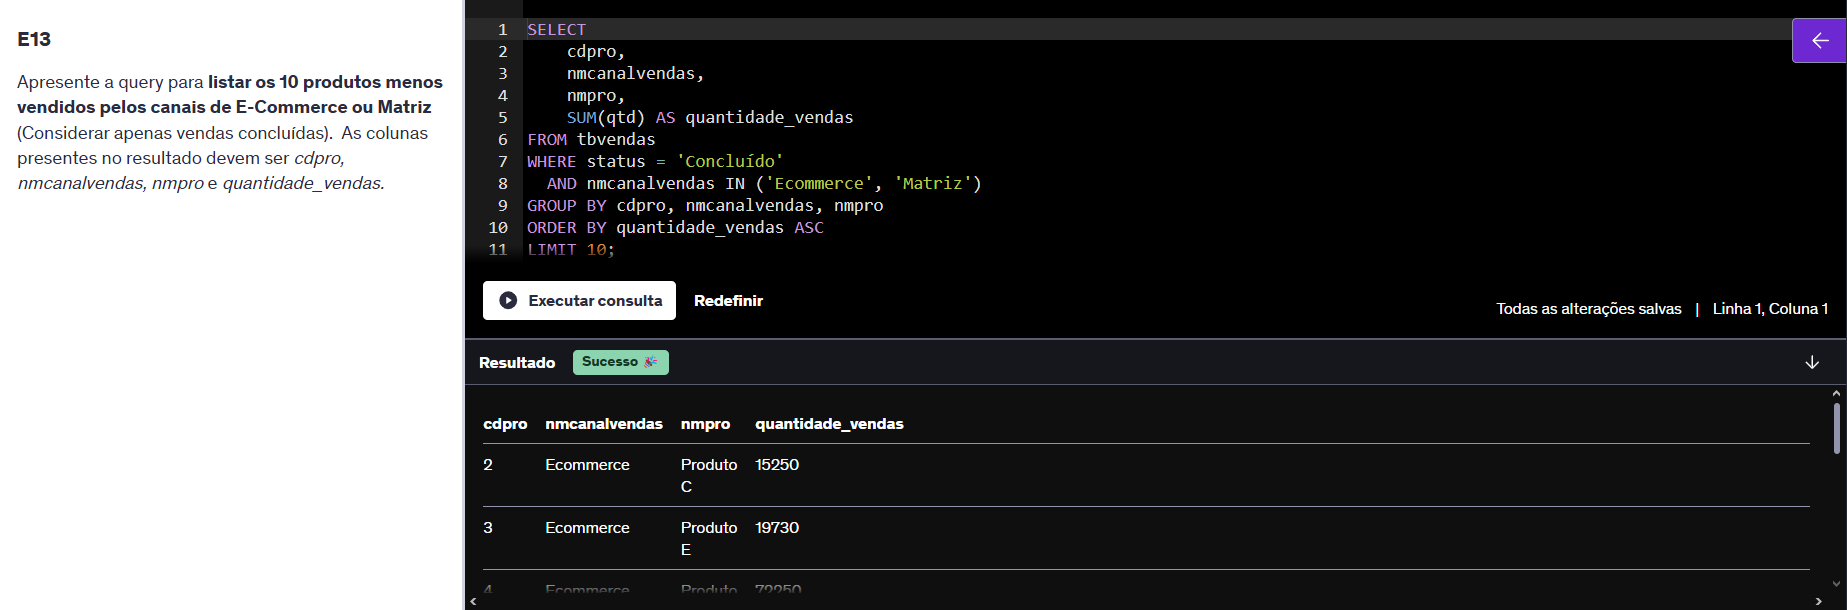 E13
Apresente a query para listar os 10 produtos menos
vendidos pelos canais de E-Commerce ou Matriz
(Considerar apenas vendas concluídas).  As colunas
presentes no resultado devem ser cdpro,
nmcanalvendas, nmpro e quantidade_vendas.
1 SELECT
2     cdpro,
3     nmcanalvendas,
4     nmpro,
5     SUM(qtd) AS quantidade_vendas
6 FROM tbvendas
7 WHERE status = 'Concluído'
8   AND nmcanalvendas IN ('Ecommerce', 'Matriz')
9 GROUP BY cdpro, nmcanalvendas, nmpro
10 ORDER BY quantidade_vendas ASC
11 LIMIT 10;
Executar consulta Redefinir
Todas as alterações salvas | Linha 1, Coluna 1
Resultado Sucesso 🎉
cdpro nmcanalvendas nmpro quantidade_vendas
2 Ecommerce Produto 15250
C
3 Ecommerce Produto 19730
E
4 Ecommerce Produto 72250